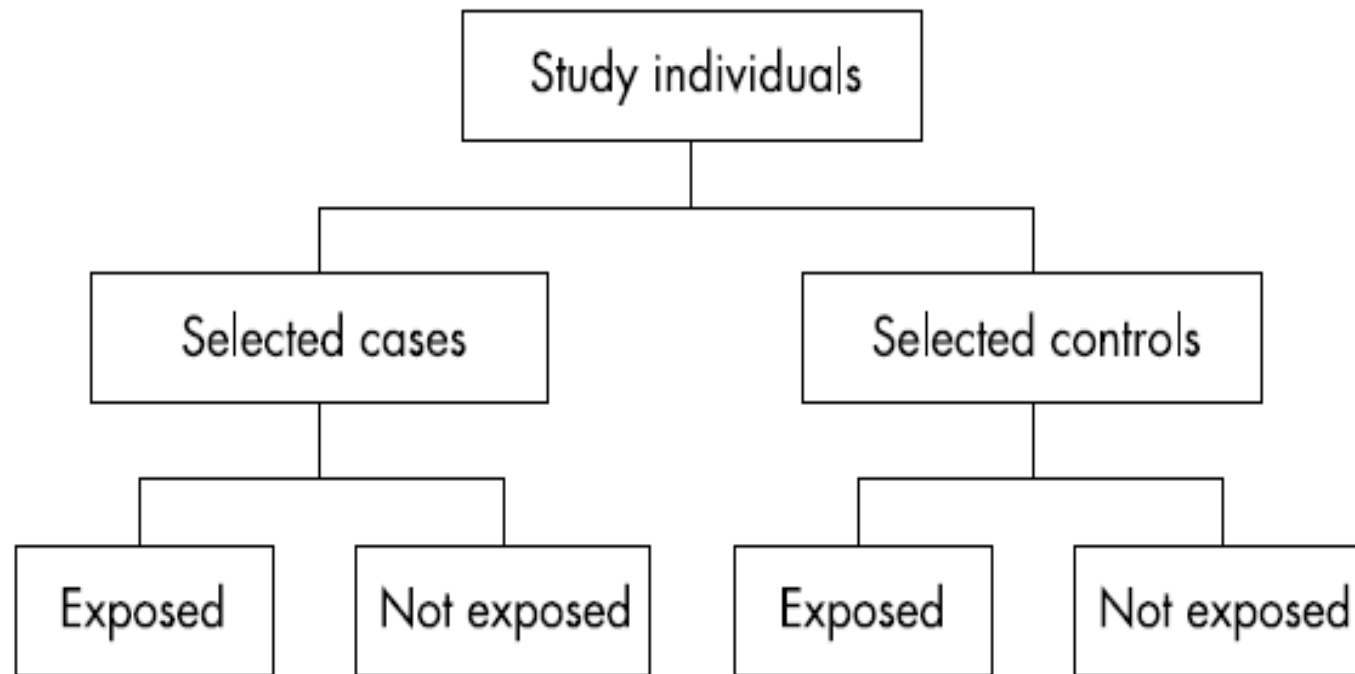 Study individuals
Selected cases
Selected controls
Exposed
Not exposed
Exposed
Not exposed